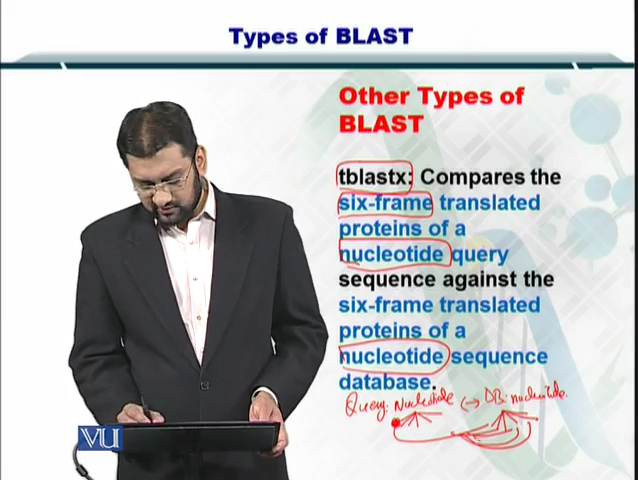 Types of BLAST
Other Types of
BLAST
tblastx: Compares the
six-frame translated
proteins of a
nucleotide query
sequence against the
six-frame translated
proteins of a
nucleotide sequence
database.
Query: Nucleotide ↔ DB: nucleotide.
VU